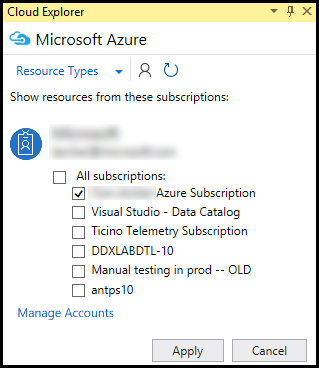 Cloud Explorer
Microsoft Azure
Resource Types
Show resources from these subscriptions:
All subscriptions:
Azure Subscription
Visual Studio - Data Catalog
Ticino Telemetry Subscription
DDXLABDTL-10
Manual testing in prod -- OLD
antps10
Manage Accounts
Apply Cancel